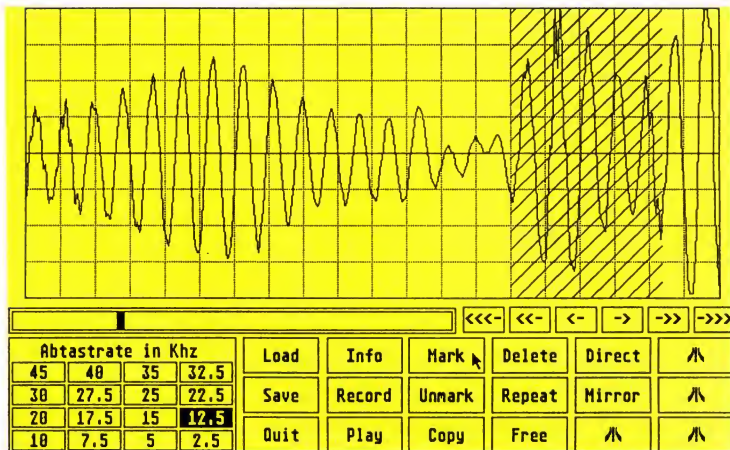 <<<- <<- <- -> ->> ->>>
Abtastrate in Khz
45 40 35 32.5
30 27.5 25 22.5
20 17.5 15 12.5
10 7.5 5 2.5
Load Info Mark Delete Direct
Save Record Unmark Repeat Mirror
Quit Play Copy Free